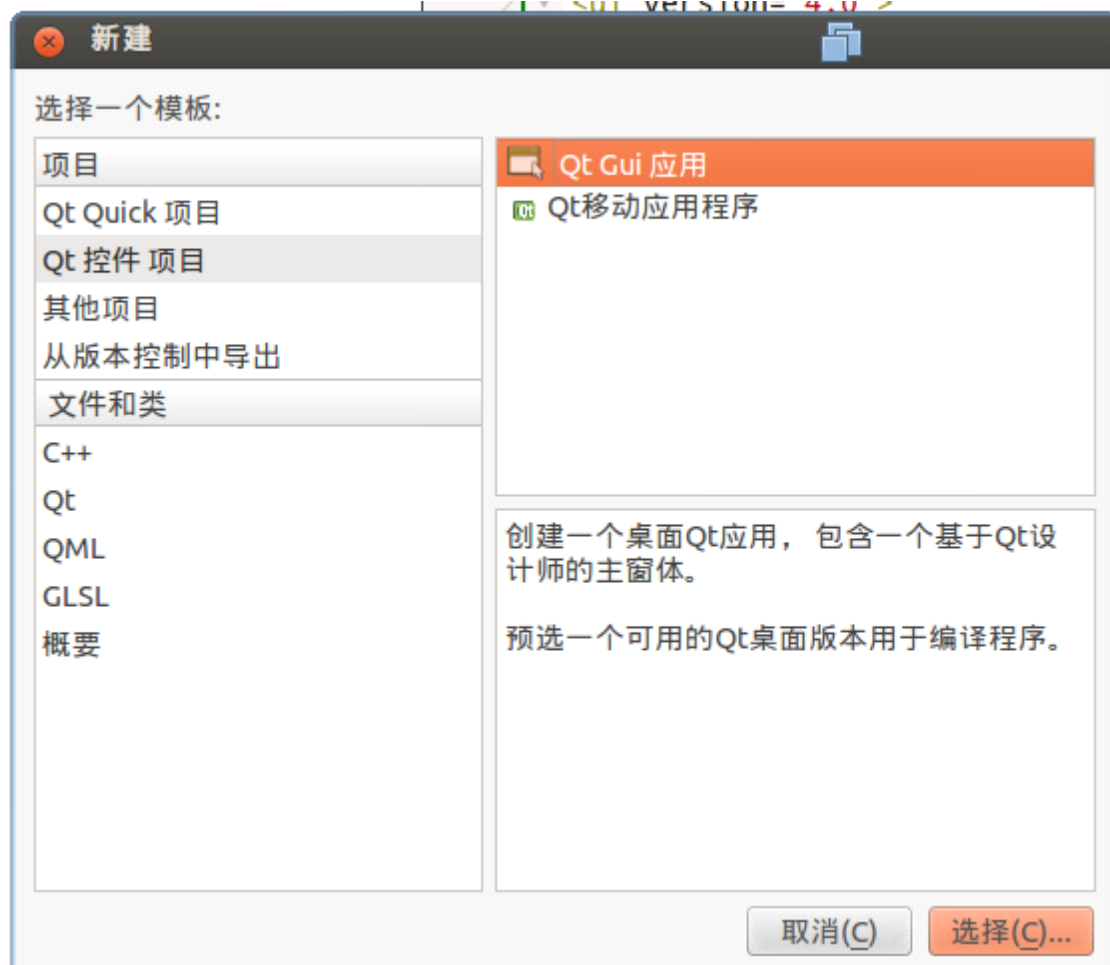 <ui version="4.0">
新建
选择一个模板:
项目
Qt Quick 项目
Qt 控件 项目
其他项目
从版本控制中导出
文件和类
C++
Qt
QML
GLSL
概要
Qt Gui 应用
Qt移动应用程序
创建一个桌面Qt应用， 包含一个基于Qt设
计师的主窗体。
预选一个可用的Qt桌面版本用于编译程序。
取消(C)
选择(C)...